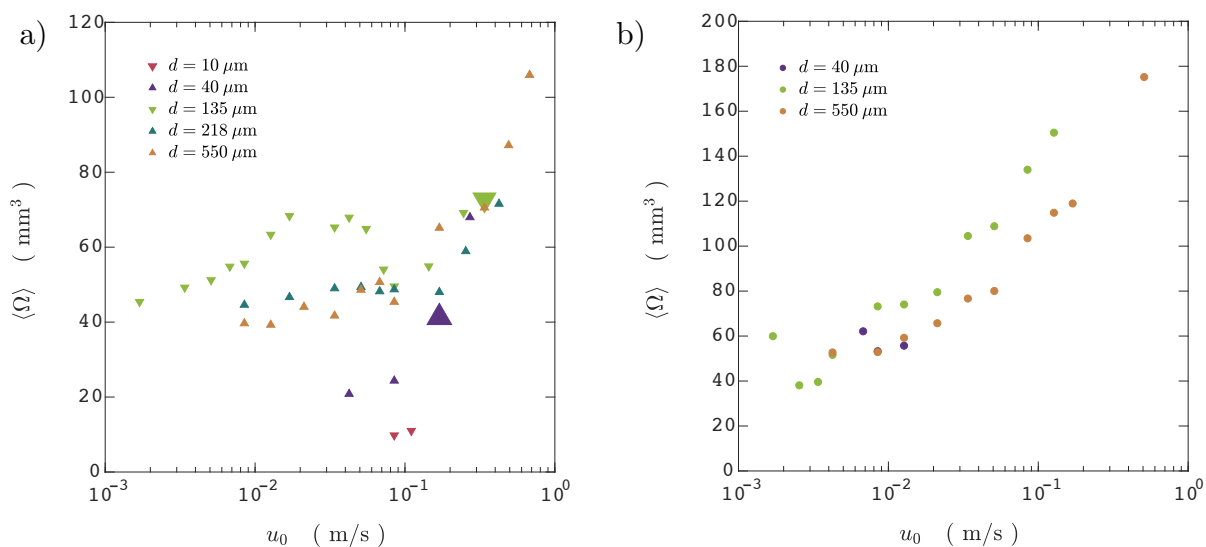 a)
120
100
80
60
40
20
0
10⁻³
10⁻²
10⁻¹
10⁰
⟨Ω⟩ ( mm³ )
u₀ ( m/s )
d = 10 μm
d = 40 μm
d = 135 μm
d = 218 μm
d = 550 μm
b)
200
180
160
140
120
100
80
60
40
20
0
10⁻³
10⁻²
10⁻¹
10⁰
⟨Ω⟩ ( mm³ )
u₀ ( m/s )
d = 40 μm
d = 135 μm
d = 550 μm